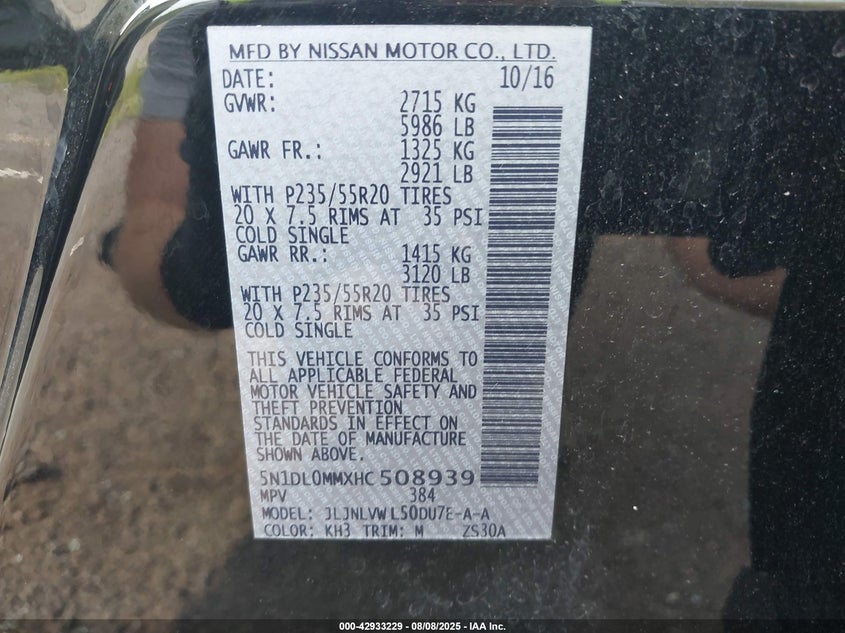 MFD BY NISSAN MOTOR CO., LTD.
DATE: 10/16
GVWR: 2715 KG
5986 LB
GAWR FR.: 1325 KG
2921 LB
WITH P235/55R20 TIRES
20 X 7.5 RIMS AT 35 PSI
COLD SINGLE
GAWR RR.: 1415 KG
3120 LB
WITH P235/55R20 TIRES
20 X 7.5 RIMS AT 35 PSI
COLD SINGLE
THIS VEHICLE CONFORMS TO
ALL APPLICABLE FEDERAL
MOTOR VEHICLE SAFETY AND
THEFT PREVENTION
STANDARDS IN EFFECT ON
THE DATE OF MANUFACTURE
SHOWN ABOVE.
5N1DL0MMXHC508939
MPV 384
MODEL: JLJNLVWL50DU7E-A-A
COLOR: KH3 TRIM: M ZS30A
000-42933229 - 08/08/2025 - IAA Inc.